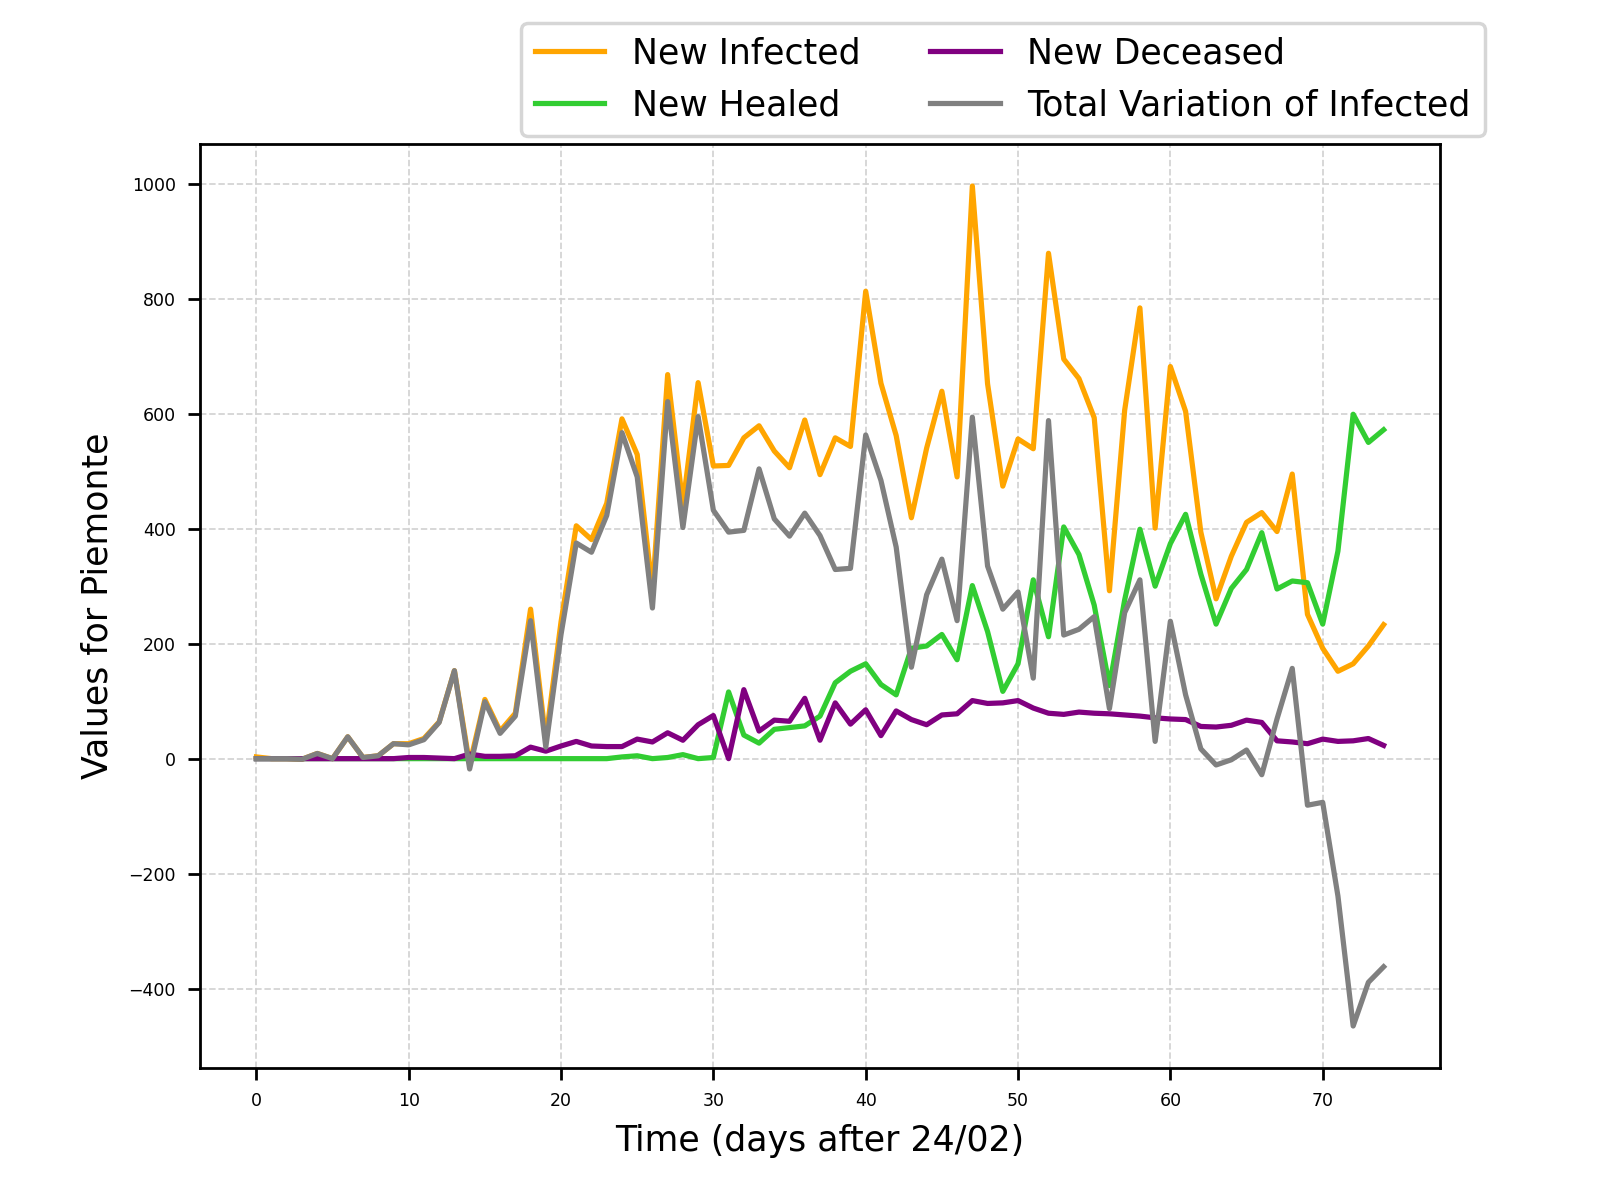 New Infected
New Healed
New Deceased
Total Variation of Infected
1000
800
600
400
200
0
−200
−400
Values for Piemonte
0 10 20 30 40 50 60 70
Time (days after 24/02)